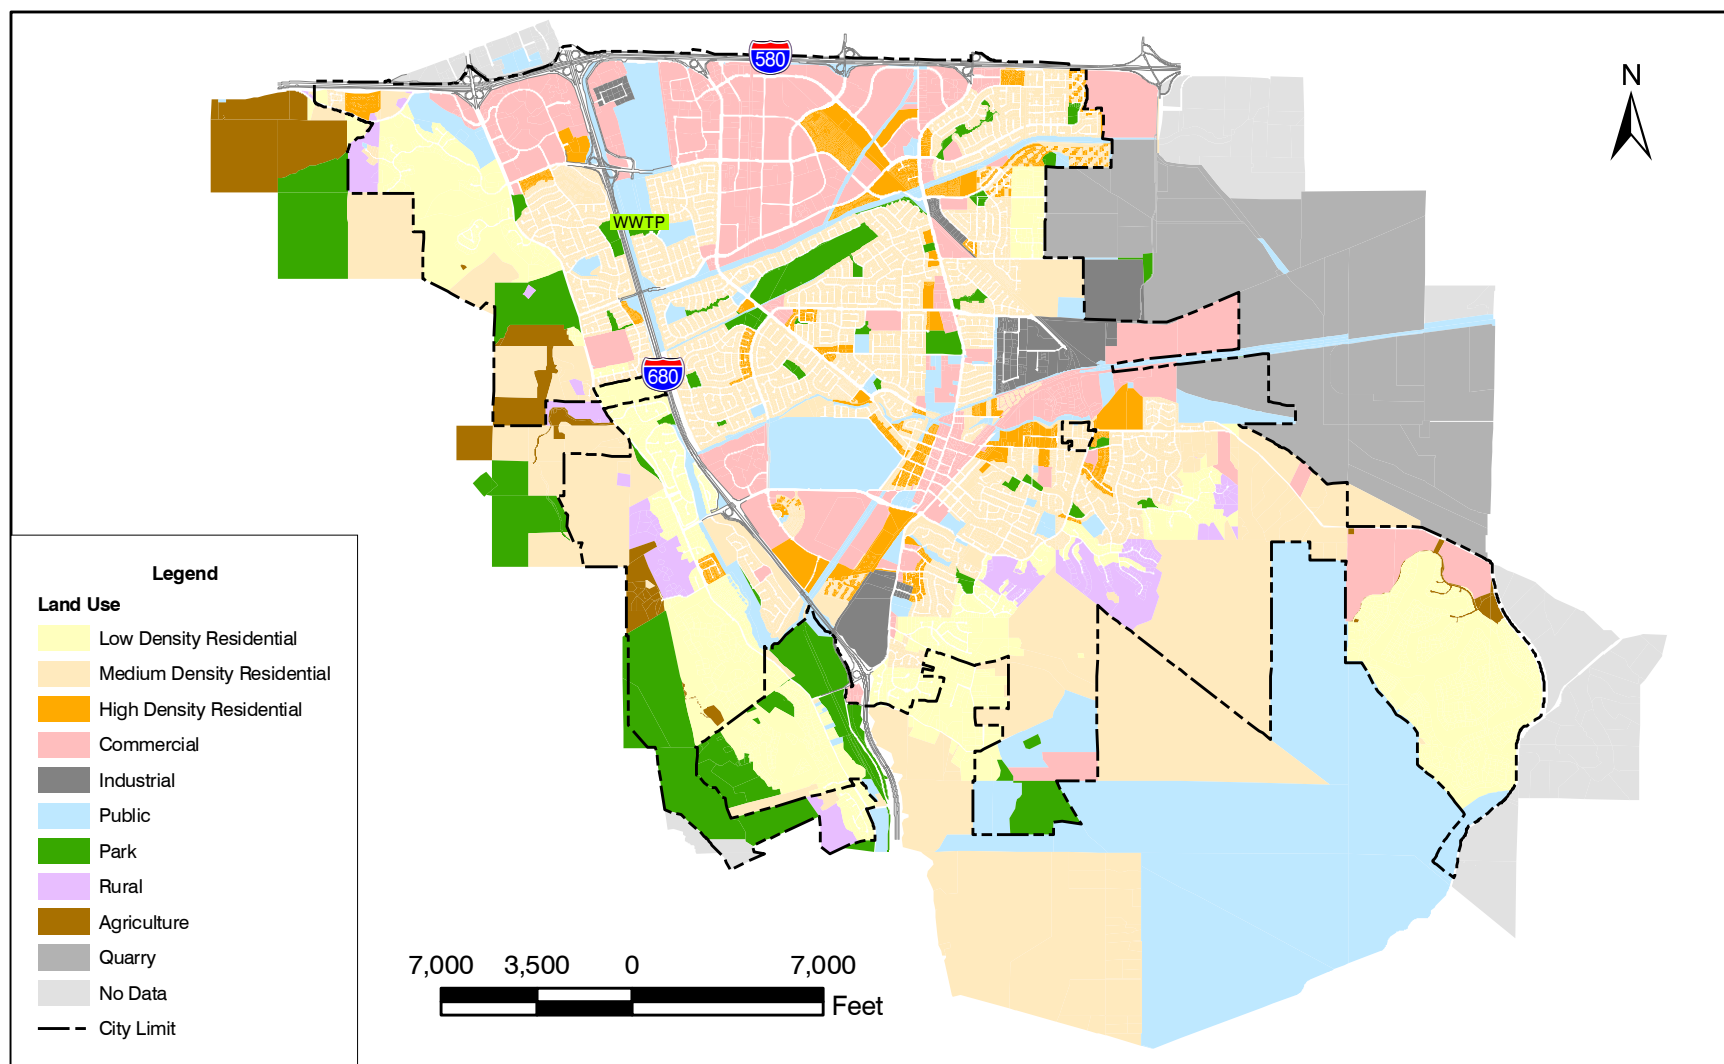 580
N
WWTP
680
Legend
Land Use
Low Density Residential
Medium Density Residential
High Density Residential
Commercial
Industrial
Public
Park
Rural
Agriculture
Quarry
No Data
City Limit
7,000 3,500 0 7,000
Feet